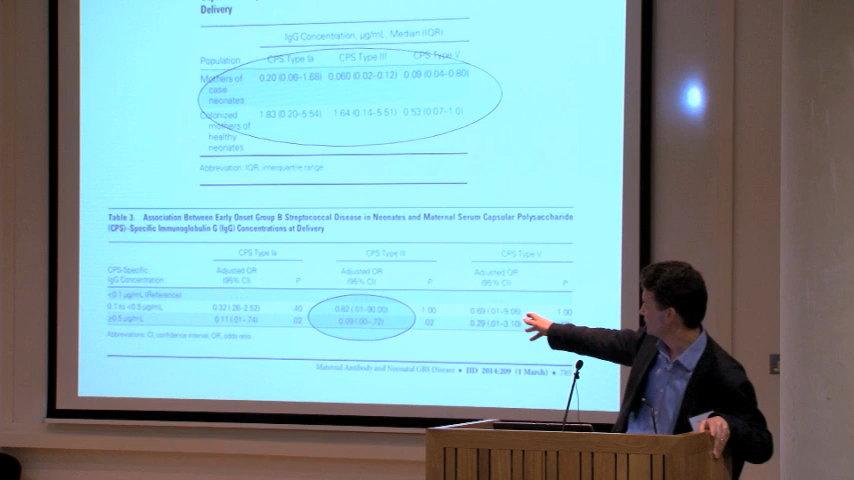 Delivery
IgG Concentration, µg/mL, Median (IQR)
Population CPS Type Ia CPS Type III CPS Type V
Mothers of case neonates 0.20 (0.06–1.68) 0.060 (0.02–0.12) 0.09 (0.04–0.80)
Colonized mothers of healthy neonates 1.83 (0.20–5.54) 1.64 (0.14–5.51) 0.53 (0.07–1.0)
Abbreviation: IQR, interquartile range.
Table 3. Association Between Early Onset Group B Streptococcal Disease in Neonates and Maternal Serum Capsular Polysaccharide
(CPS)–Specific Immunoglobulin G (IgG) Concentrations at Delivery
CPS Type Ia CPS Type III CPS Type V
CPS-Specific IgG Concentration Adjusted OR (95% CI) P Adjusted OR (95% CI) P Adjusted OR (95% CI) P
<0.1 µg/mL (Reference)
0.1 to <0.5 µg/mL .40 0.82 (.01–90.00) 1.00 0.69 (.01–9.06) 1.00
≥0.5 µg/mL 0.11 (.01–.74) .02 0.09 (.00–.72) .02 0.29 (.01–3.10)
Abbreviations: CI, confidence interval; OR, odds ratio.
Maternal Antibody and Neonatal GBS Disease • JID 2014:209 (1 March) •